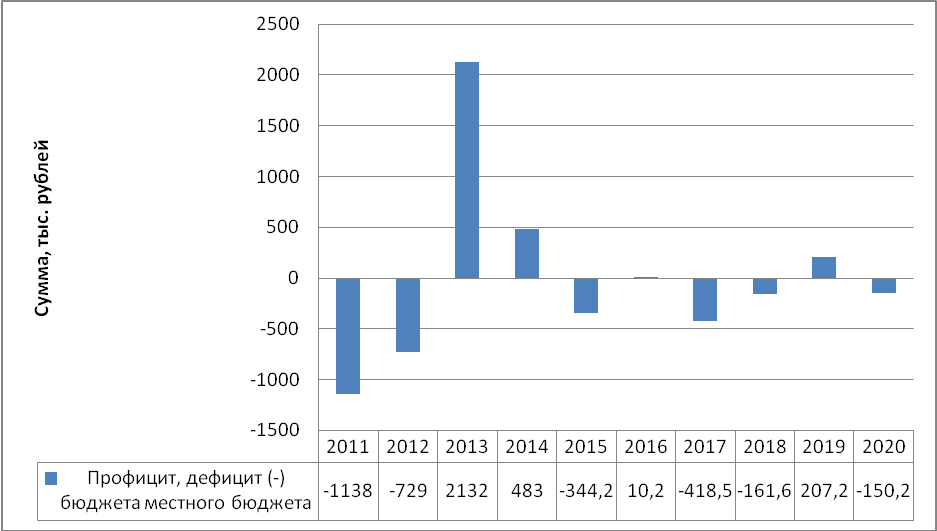 2500
2000
1500
1000
500
0
-500
-1000
-1500
Сумма, тыс. рублей
2011 2012 2013 2014 2015 2016 2017 2018 2019 2020
Профицит, дефицит (-)
бюджета местного бюджета
-1138 -729 2132 483 -344,2 10,2 -418,5 -161,6 207,2 -150,2